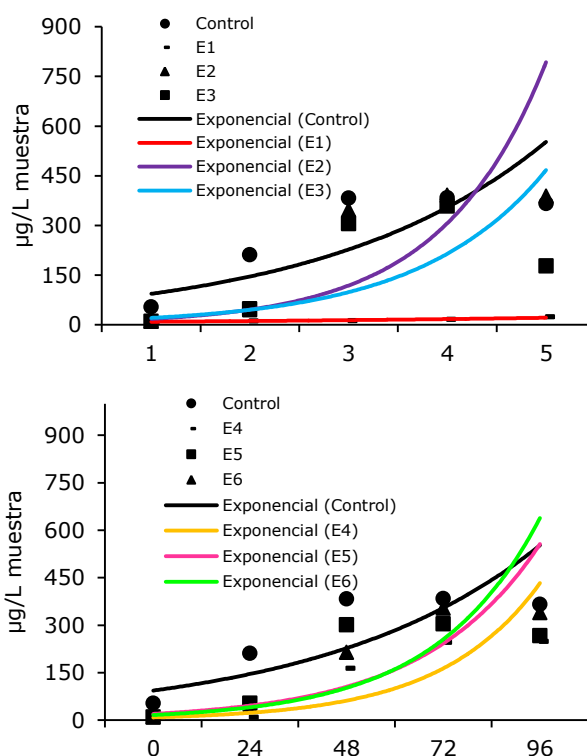 900
750
600
450
300
150
0
µg/L muestra
Control
E1
E2
E3
Exponencial (Control)
Exponencial (E1)
Exponencial (E2)
Exponencial (E3)
1 2 3 4 5
900
750
600
450
300
150
0
µg/L muestra
Control
E4
E5
E6
Exponencial (Control)
Exponencial (E4)
Exponencial (E5)
Exponencial (E6)
0 24 48 72 96